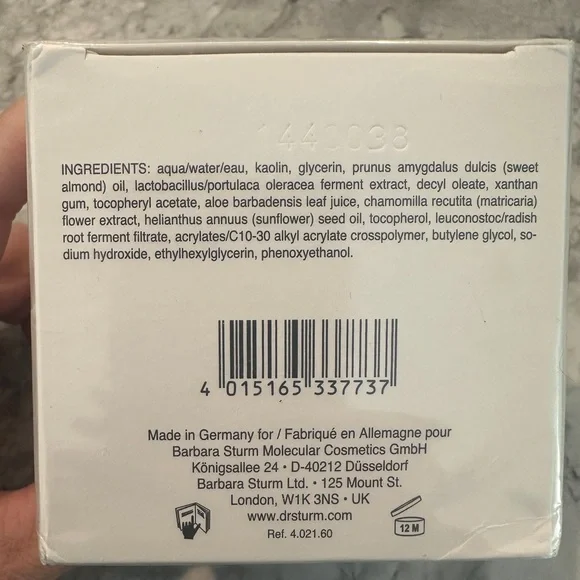 1440038
INGREDIENTS: aqua/water/eau, kaolin, glycerin, prunus amygdalus dulcis (sweet
almond) oil, lactobacillus/portulaca oleracea ferment extract, decyl oleate, xanthan
gum, tocopheryl acetate, aloe barbadensis leaf juice, chamomilla recutita (matricaria)
flower extract, helianthus annuus (sunflower) seed oil, tocopherol, leuconostoc/radish
root ferment filtrate, acrylates/C10-30 alkyl acrylate crosspolymer, butylene glycol, so-
dium hydroxide, ethylhexylglycerin, phenoxyethanol.
4 015165 337737
Made in Germany for / Fabriqué en Allemagne pour
Barbara Sturm Molecular Cosmetics GmbH
Königsallee 24 • D-40212 Düsseldorf
Barbara Sturm Ltd. • 125 Mount St.
London, W1K 3NS • UK
www.drsturm.com
Ref. 4.021.60
12 M